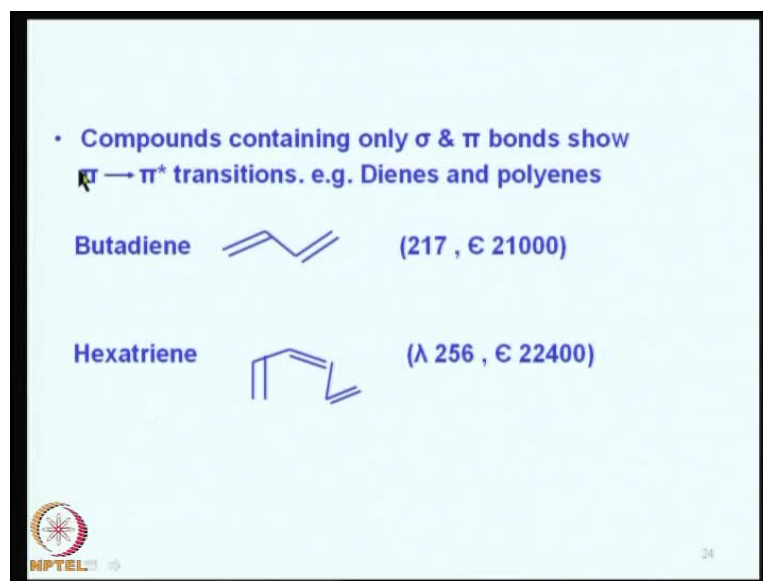 • Compounds containing only σ & π bonds show
π → π* transitions. e.g. Dienes and polyenes
Butadiene (217 , Є 21000)
Hexatriene (λ 256 , Є 22400)
NPTEL
24